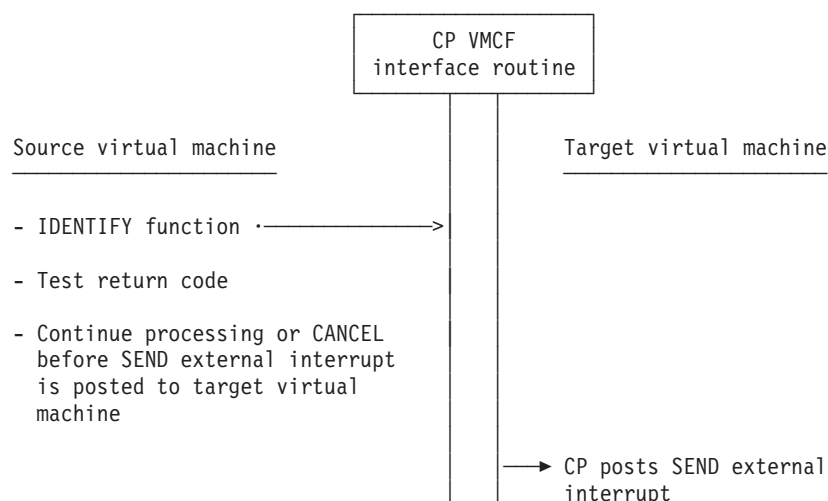 CP VMCF
interface routine
Source virtual machine
Target virtual machine
- IDENTIFY function
- Test return code
- Continue processing or CANCEL
before SEND external interrupt
is posted to target virtual
machine
CP posts SEND external
interrupt